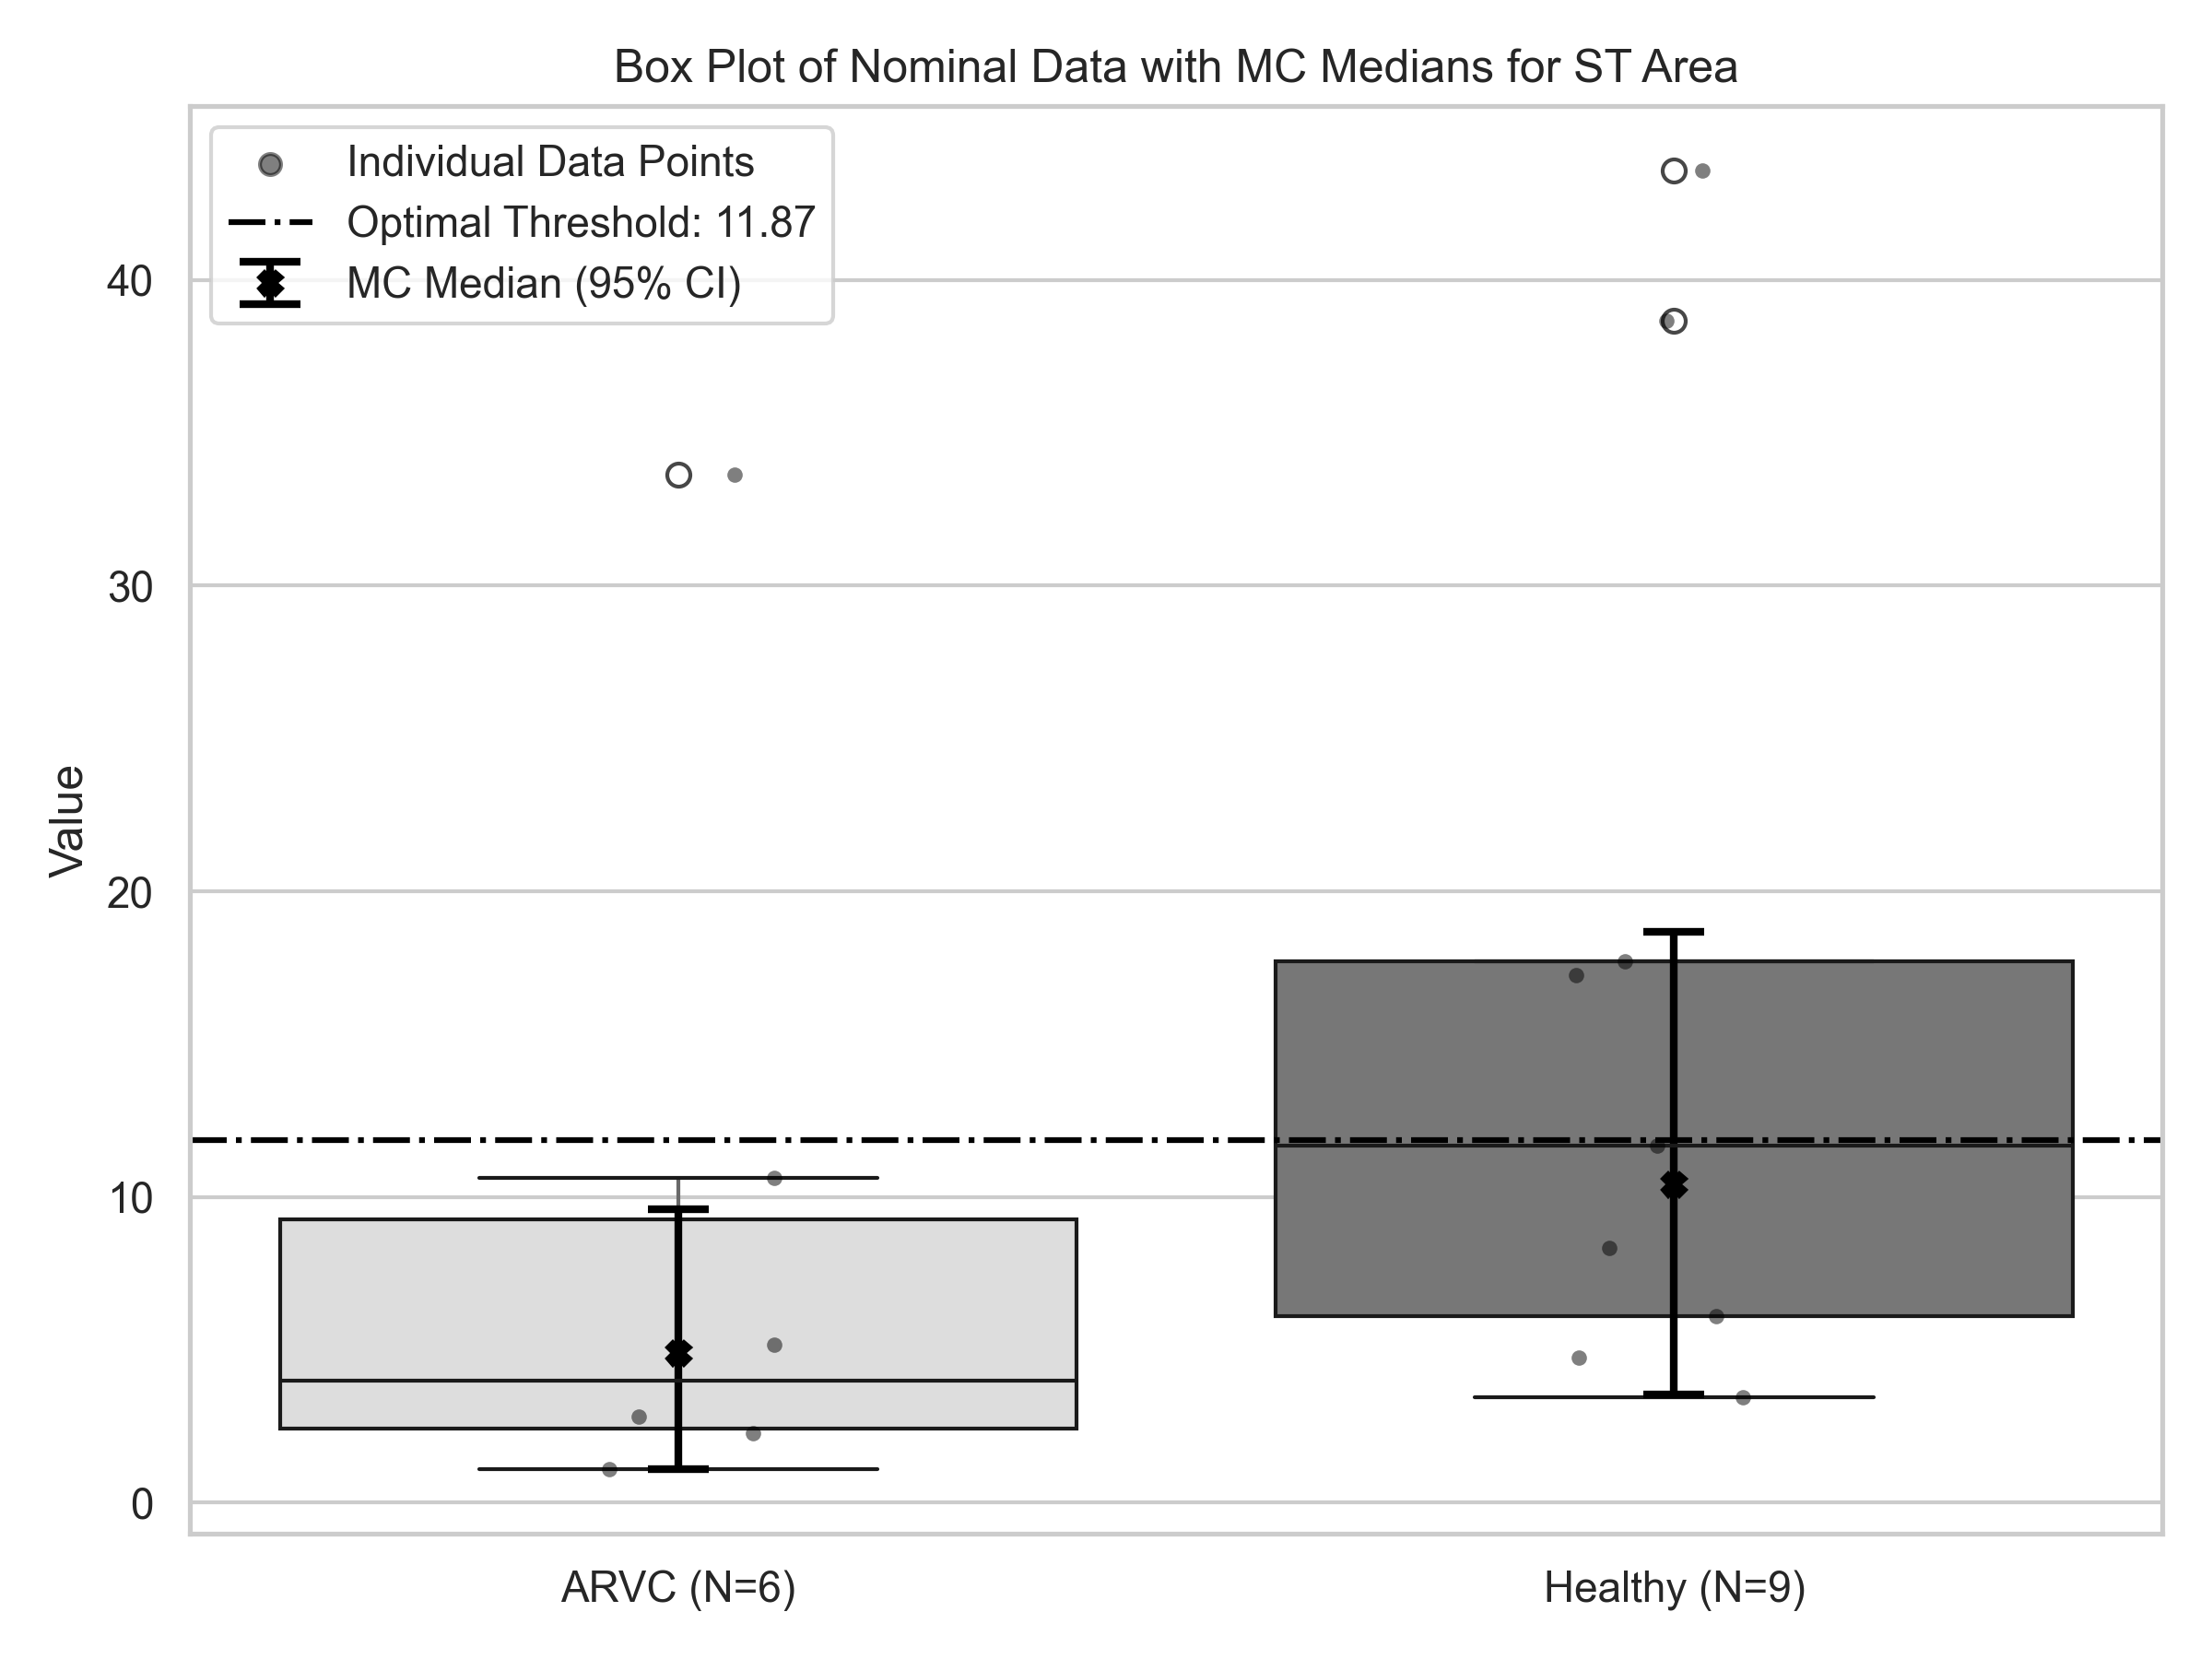 Box Plot of Nominal Data with MC Medians for ST Area
Individual Data Points
Optimal Threshold: 11.87
MC Median (95% CI)
40
30
20
10
0
Value
ARVC (N=6)
Healthy (N=9)